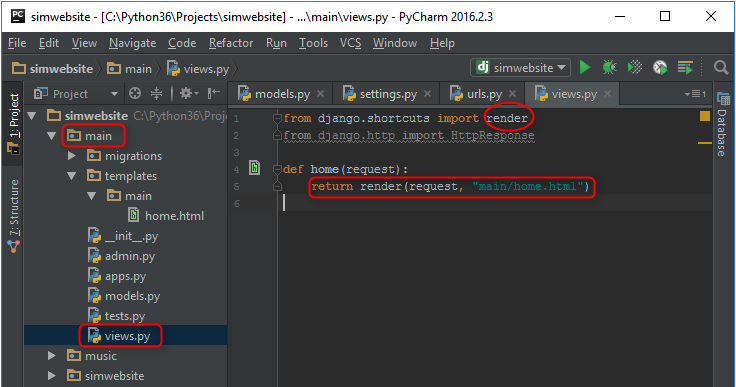 simwebsite - [C:\Python36\Projects\simwebsite] - ...\main\views.py - PyCharm 2016.2.3
File Edit View Navigate Code Refactor Run Tools VCS Window Help
simwebsite main views.py dj simwebsite
1: Project
7: Structure
Project
simwebsite C:\Python36\Proje
main
migrations
templates
main
home.html
__init__.py
admin.py
apps.py
models.py
tests.py
views.py
music
simwebsite
models.py settings.py urls.py views.py
1 from django.shortcuts import render
2 from django.http import HttpResponse
3
4 def home(request):
5 return render(request, "main/home.html")
6
Database